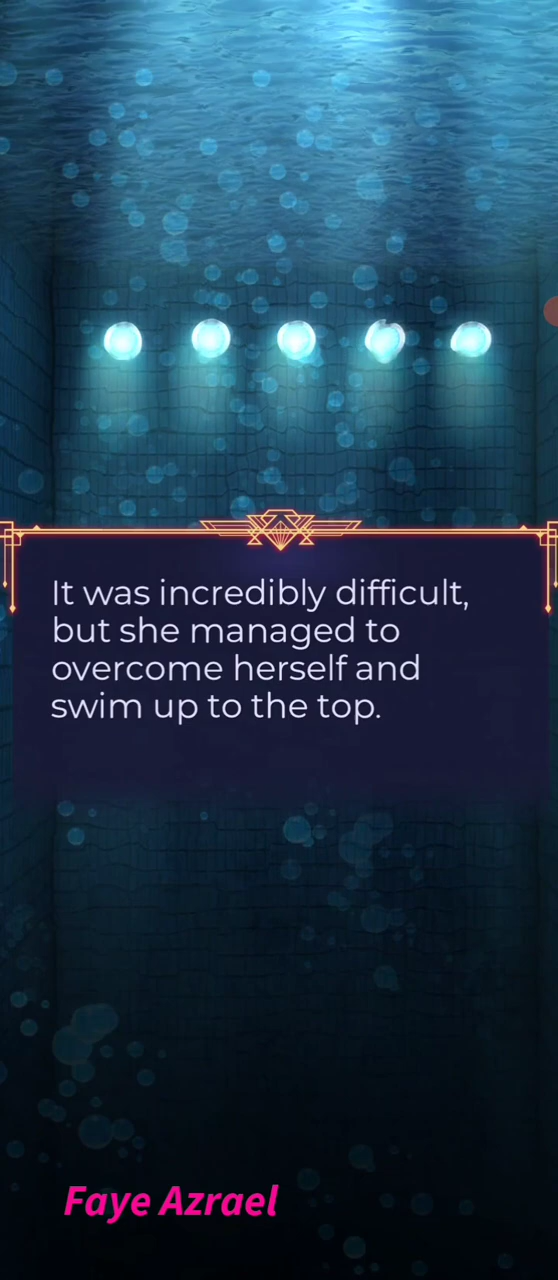 It was incredibly difficult,
but she managed to
overcome herself and
swim up to the top.
Faye Azrael